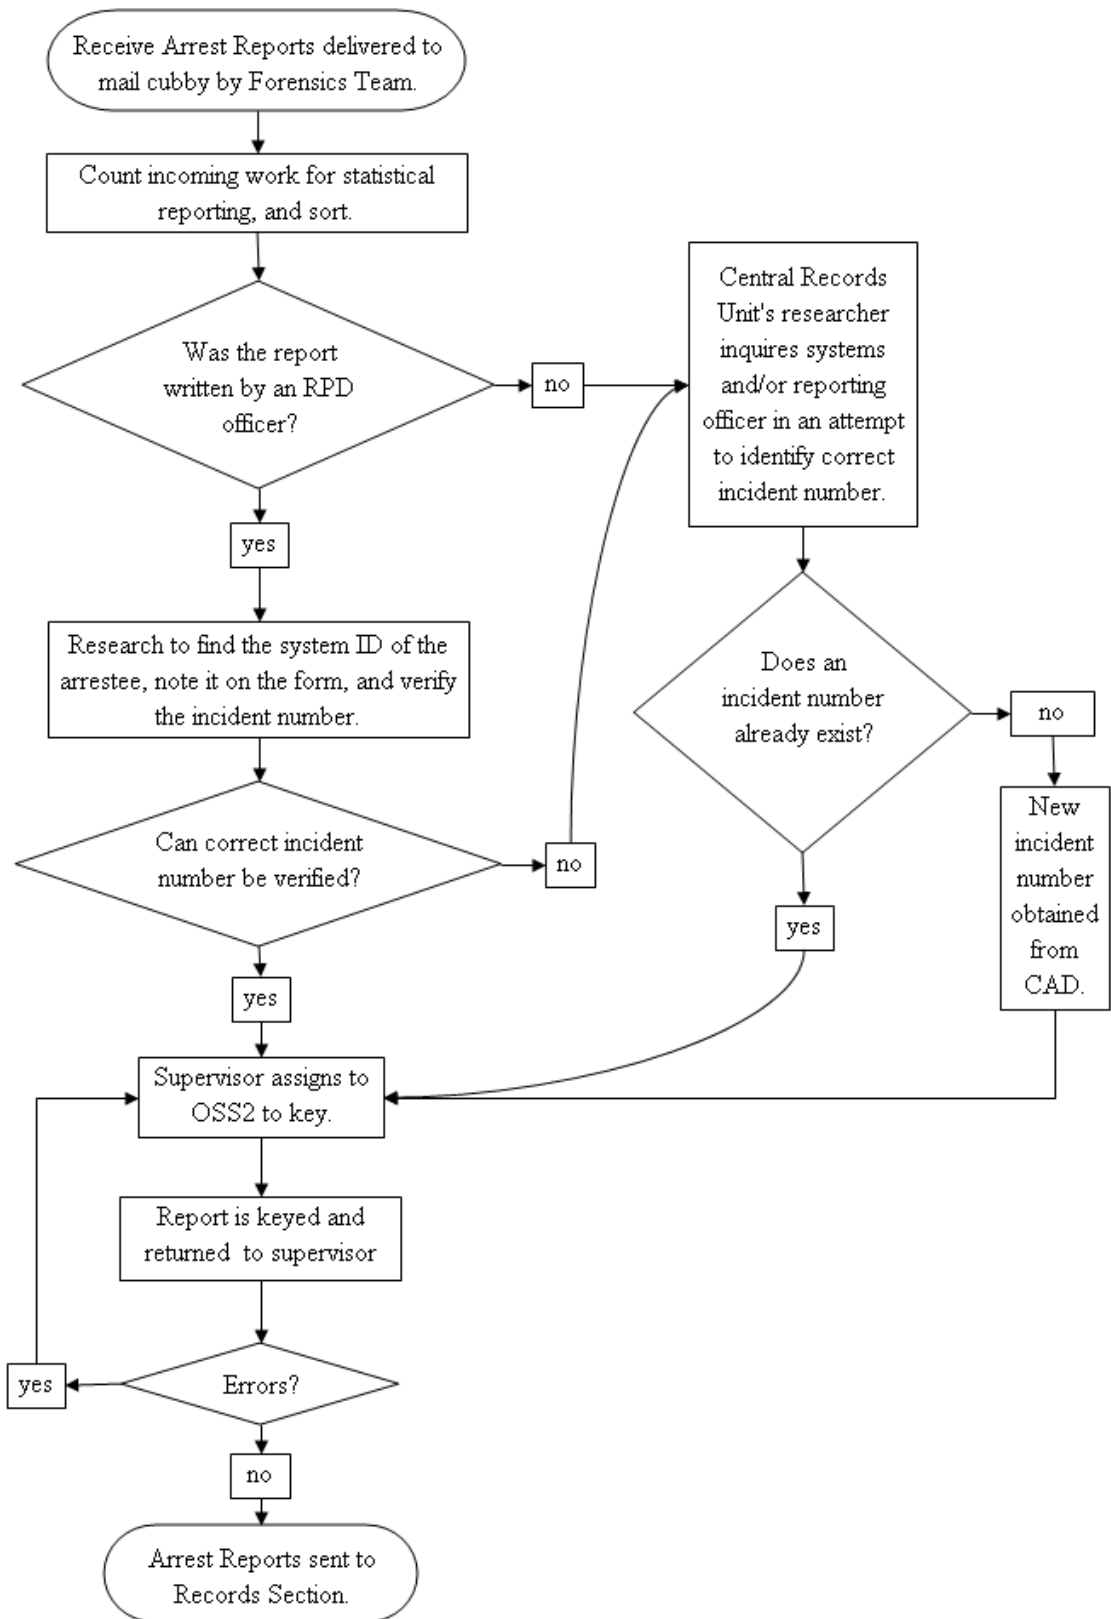 Receive Arrest Reports delivered to
mail cubby by Forensics Team.
Count incoming work for statistical
reporting, and sort.
Was the report
written by an RPD
officer?
no
yes
Central Records
Unit's researcher
inquires systems
and/or reporting
officer in an attempt
to identify correct
incident number.
Research to find the system ID of the
arrestee, note it on the form, and verify
the incident number.
Does an
incident number
already exist?
no
New
incident
number
obtained
from
CAD.
yes
Can correct incident
number be verified?
no
yes
Supervisor assigns to
OSS2 to key.
Report is keyed and
returned  to supervisor
Errors?
yes
no
Arrest Reports sent to
Records Section.